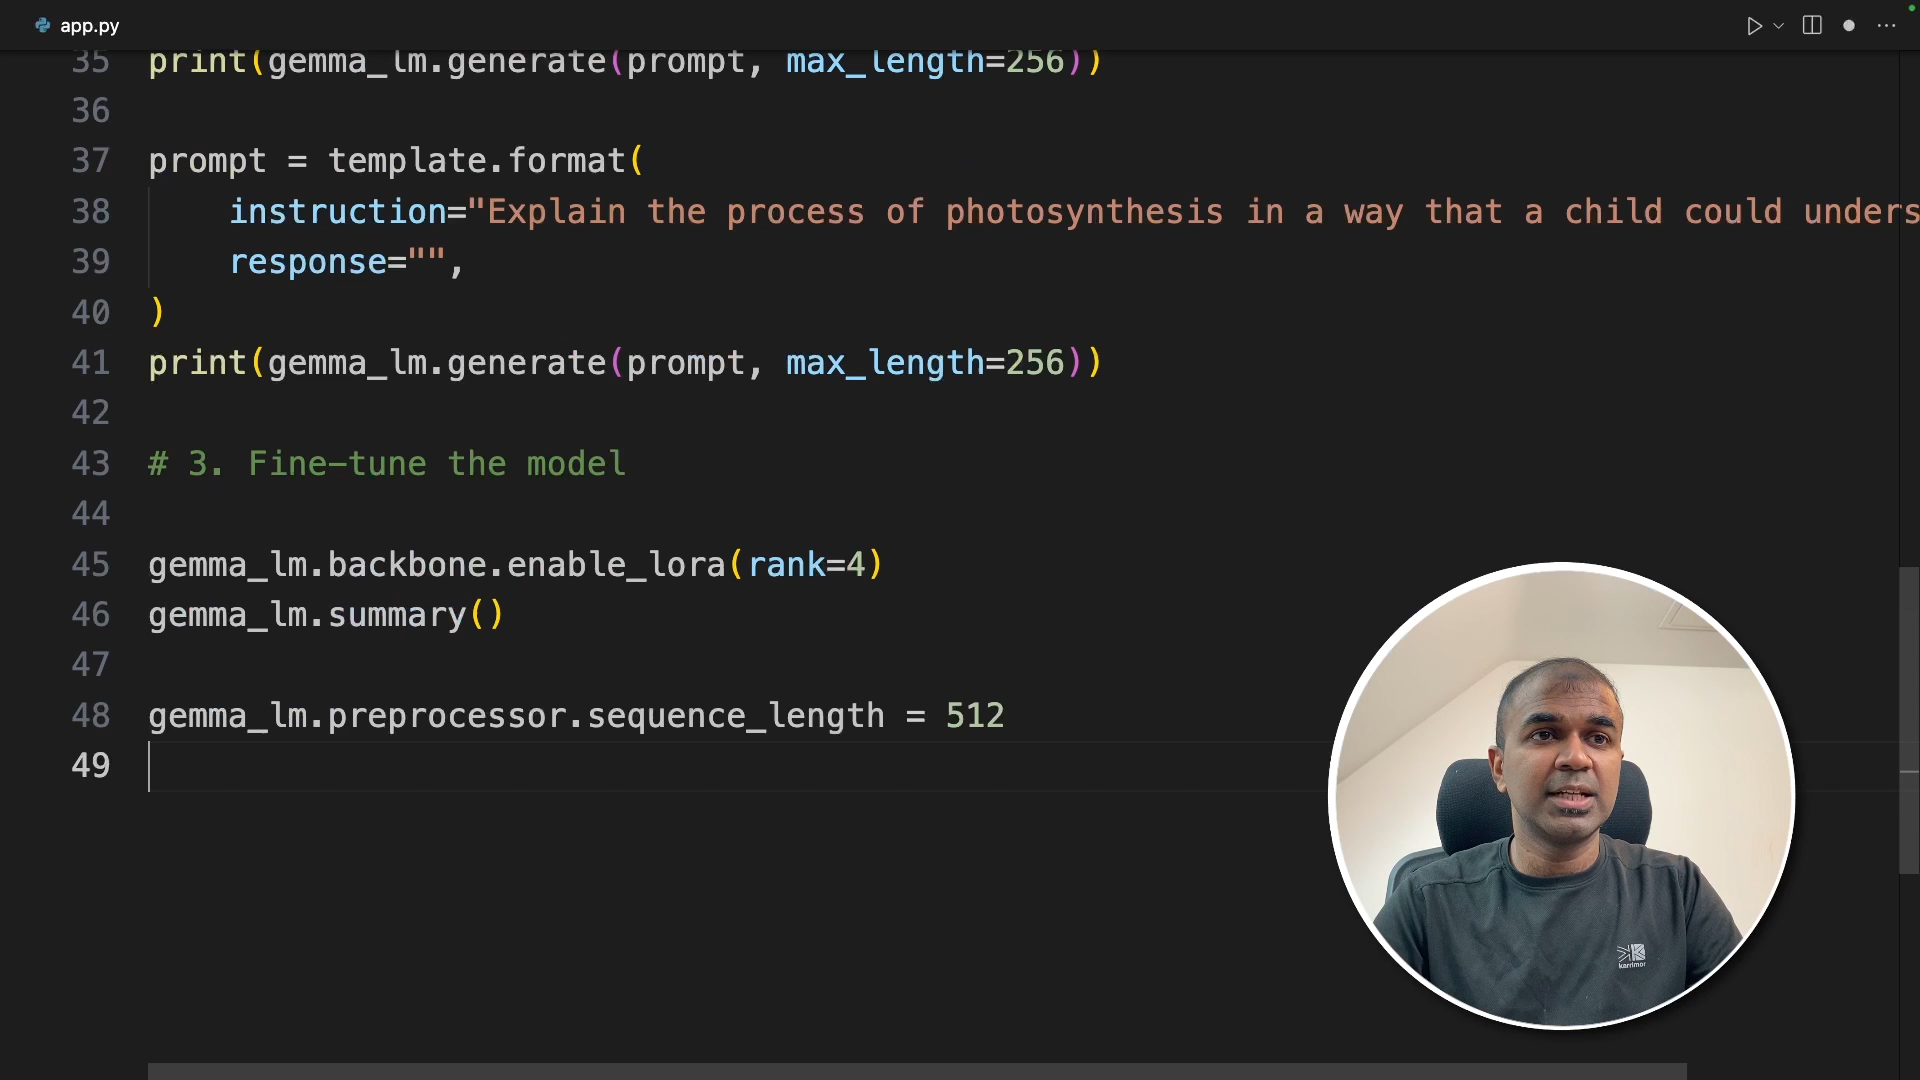 app.py
35 print(gemma_lm.generate(prompt, max_length=256))
36
37 prompt = template.format(
38 instruction="Explain the process of photosynthesis in a way that a child could unders
39 response="",
40 )
41 print(gemma_lm.generate(prompt, max_length=256))
42
43 # 3. Fine-tune the model
44
45 gemma_lm.backbone.enable_lora(rank=4)
46 gemma_lm.summary()
47
48 gemma_lm.preprocessor.sequence_length = 512
49
karrimor